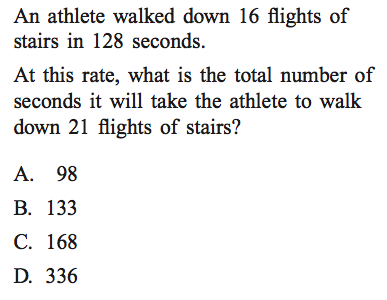 An athlete walked down 16 flights of
stairs in 128 seconds.
At this rate, what is the total number of
seconds it will take the athlete to walk
down 21 flights of stairs?
A. 98
B. 133
C. 168
D. 336